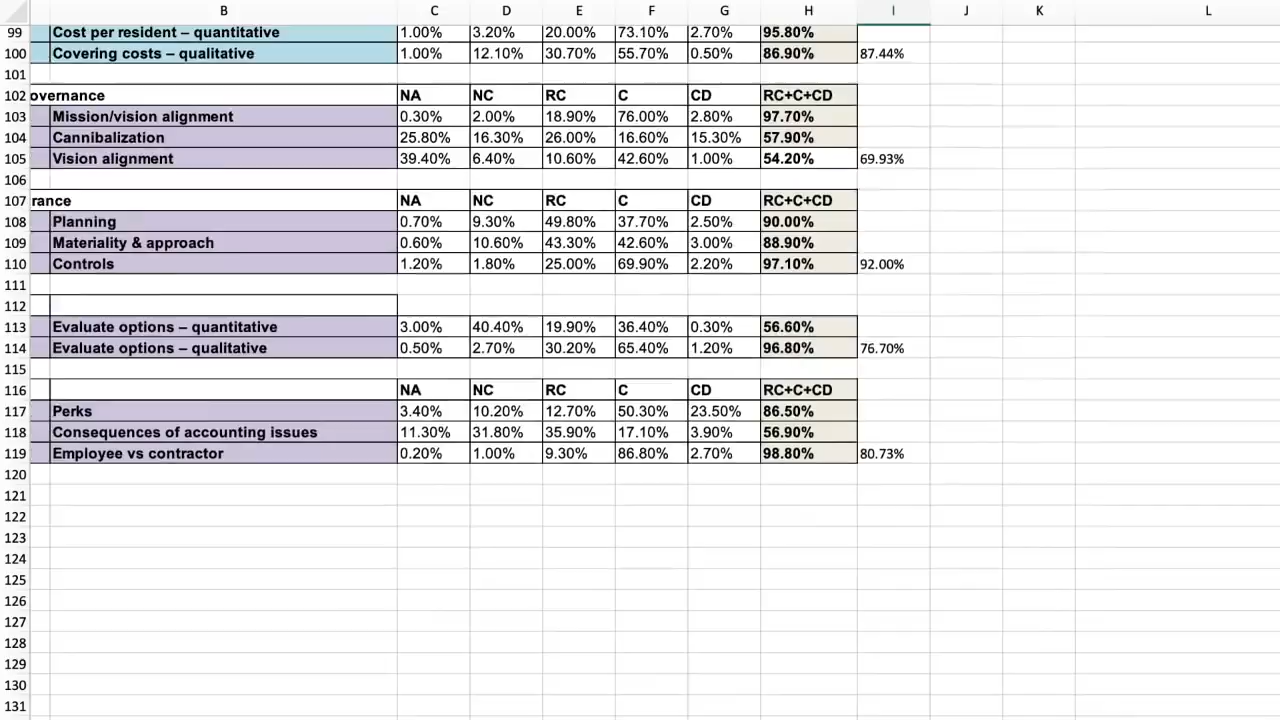 B C D E F G H I J K L
99 Cost per resident – quantitative 1.00% 3.20% 20.00% 73.10% 2.70% 95.80%
100 Covering costs – qualitative 1.00% 12.10% 30.70% 55.70% 0.50% 86.90% 87.44%
101
102 overnance NA NC RC C CD RC+C+CD
103 Mission/vision alignment 0.30% 2.00% 18.90% 76.00% 2.80% 97.70%
104 Cannibalization 25.80% 16.30% 26.00% 16.60% 15.30% 57.90%
105 Vision alignment 39.40% 6.40% 10.60% 42.60% 1.00% 54.20% 69.93%
106
107 rance NA NC RC C CD RC+C+CD
108 Planning 0.70% 9.30% 49.80% 37.70% 2.50% 90.00%
109 Materiality & approach 0.60% 10.60% 43.30% 42.60% 3.00% 88.90%
110 Controls 1.20% 1.80% 25.00% 69.90% 2.20% 97.10% 92.00%
111
112
113 Evaluate options – quantitative 3.00% 40.40% 19.90% 36.40% 0.30% 56.60%
114 Evaluate options – qualitative 0.50% 2.70% 30.20% 65.40% 1.20% 96.80% 76.70%
115
116 NA NC RC C CD RC+C+CD
117 Perks 3.40% 10.20% 12.70% 50.30% 23.50% 86.50%
118 Consequences of accounting issues 11.30% 31.80% 35.90% 17.10% 3.90% 56.90%
119 Employee vs contractor 0.20% 1.00% 9.30% 86.80% 2.70% 98.80% 80.73%
120
121
122
123
124
125
126
127
128
129
130
131